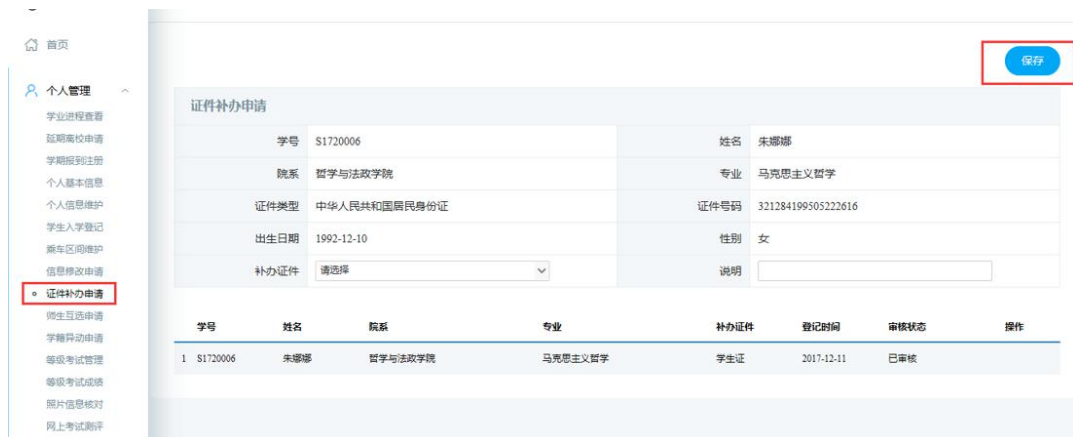 首页
保存
个人管理
学业进程查看
延期离校申请
学期报到注册
个人基本信息
个人信息维护
学生入学登记
乘车区间维护
信息修改申请
证件补办申请
师生互选申请
学籍异动申请
等级考试管理
等级考试成绩
照片信息核对
网上考试测评
证件补办申请
学号 S1720006 姓名 朱娜娜
院系 哲学与法政学院 专业 马克思主义哲学
证件类型 中华人民共和国居民身份证 证件号码 321284199505222616
出生日期 1992-12-10 性别 女
补办证件 请选择 说明
学号 姓名 院系 专业 补办证件 登记时间 审核状态 操作
1 S1720006 朱娜娜 哲学与法政学院 马克思主义哲学 学生证 2017-12-11 已审核